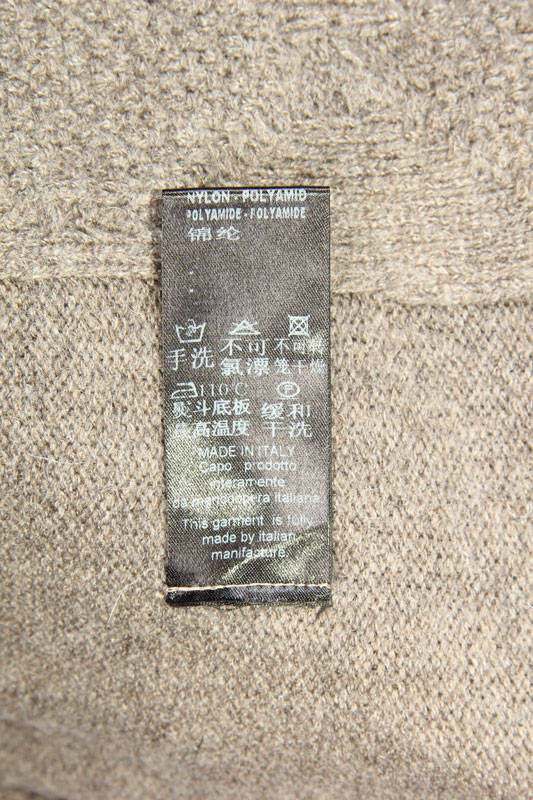 NYLON - POLYAMID
POLYAMIDE - POLYAMIDE
锦纶
手洗 不可 不可
氯漂 笼干燥
110°C P
熨斗底板 缓和
最高温度 干洗
MADE IN ITALY
Capo prodotto
interamente
da manodopera italiana
This garment is fully
made by italian
manifacture.